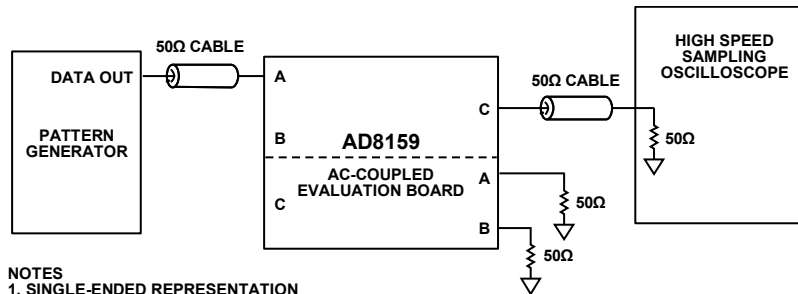 50Ω CABLE
DATA OUT
PATTERN
GENERATOR
A
B
C
AD8159
AC-COUPLED
EVALUATION BOARD
C
A
B
50Ω CABLE
50Ω
50Ω
HIGH SPEED
SAMPLING
OSCILLOSCOPE
50Ω
NOTES
1. SINGLE-ENDED REPRESENTATION